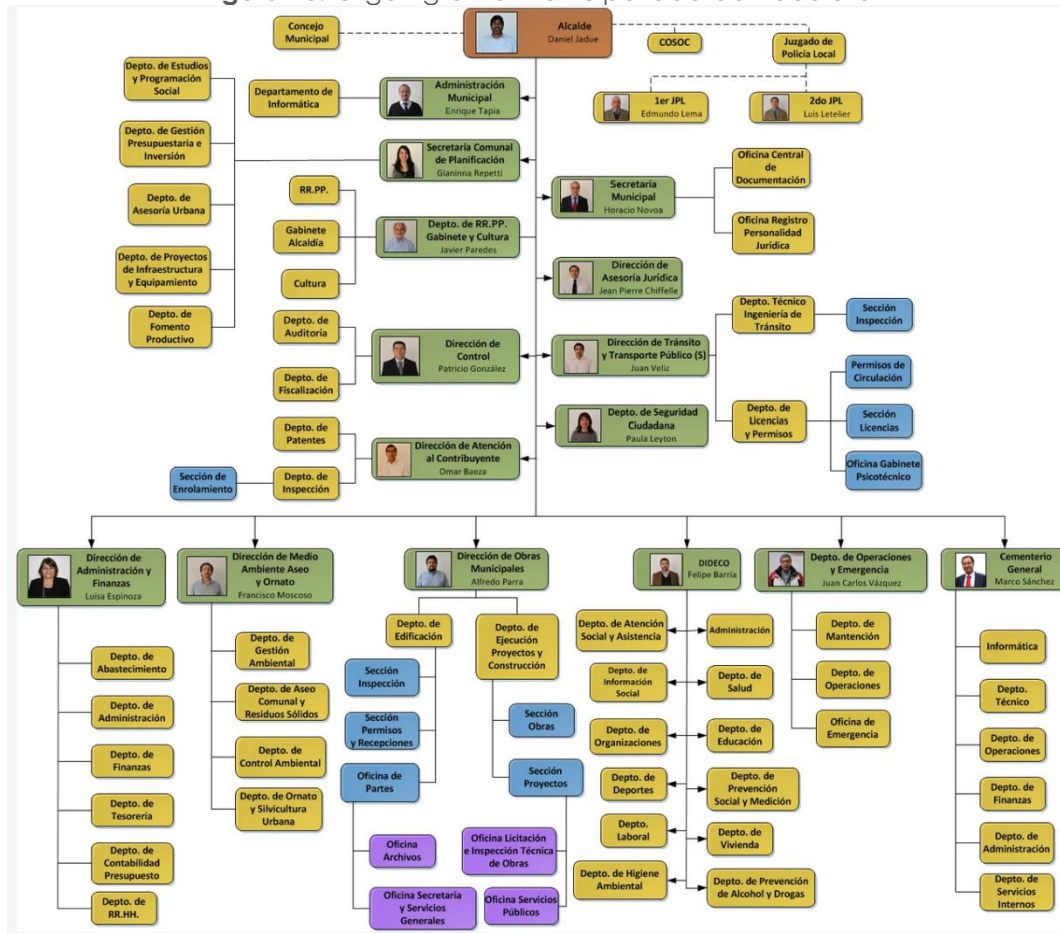 Concejo
Municipal
Alcalde
Daniel Jadue
COSOC
Juzgado de
Policía Local
1er JPL
Edmundo Lema
2do JPL
Luis Letelier
Depto. de Estudios
y Programación
Social
Depto. de Gestión
Presupuestaria e
Inversión
Depto. de
Asesoría Urbana
Depto. de Proyectos
de Infraestructura
y Equipamiento
Depto. de
Fomento
Productivo
Departamento de
Informática
Administración
Municipal
Enrique Tapia
Secretaría Comunal
de Planificación
Gianinna Repetti
RR.PP.
Gabinete
Alcaldía
Cultura
Depto. de RR.PP.
Gabinete y Cultura
Javier Paredes
Secretaría
Municipal
Horacio Novoa
Oficina Central
de
Documentación
Oficina Registro
Personalidad
Jurídica
Dirección de
Asesoría Jurídica
Jean Pierre Chiffelle
Depto. de
Auditoría
Depto. de
Fiscalización
Dirección de
Control
Patricio González
Dirección de Tránsito
y Transporte Público (S)
Juan Veliz
Depto. Técnico
Ingeniería de
Tránsito
Sección
Inspección
Depto. de
Licencias
y Permisos
Permisos de
Circulación
Sección
Licencias
Oficina Gabinete
Psicotécnico
Depto. de Seguridad
Ciudadana
Paula Leyton
Depto. de
Patentes
Sección de
Enrolamiento
Depto. de
Inspección
Dirección de Atención
al Contribuyente
Omar Baeza
Dirección de
Administración y
Finanzas
Luisa Espinoza
Depto. de
Abastecimiento
Depto. de
Administración
Depto. de
Finanzas
Depto. de
Tesorería
Depto. de
Contabilidad
Presupuesto
Depto. de
RR.HH.
Dirección de Medio
Ambiente Aseo
y Ornato
Francisco Moscoso
Depto. de
Gestión
Ambiental
Depto. de Aseo
Comunal y
Residuos Sólidos
Depto. de
Control Ambiental
Depto. de Ornato
y Silvicultura
Urbana
Dirección de Obras
Municipales
Alfredo Parra
Depto. de
Edificación
Sección
Inspección
Sección
Permisos
y Recepciones
Oficina de
Partes
Oficina
Archivos
Oficina Secretaría
y Servicios
Generales
Depto. de
Ejecución
Proyectos y
Construcción
Sección
Obras
Sección
Proyectos
Oficina Licitación
e Inspección Técnica
de Obras
Oficina Servicios
Públicos
DIDECO
Felipe Barría
Depto. de Atención
Social y Asistencia
Administración
Depto. de
Información
Social
Depto. de
Salud
Depto. de
Organizaciones
Depto. de
Educación
Depto. de
Deportes
Depto. de
Prevención
Social y Medición
Depto.
Laboral
Depto. de
Vivienda
Depto. de Higiene
Ambiental
Depto. de Prevención
de Alcohol y Drogas
Depto. de Operaciones
y Emergencia
Juan Carlos Vázquez
Depto. de
Mantención
Depto. de
Operaciones
Oficina de
Emergencia
Cementerio
General
Marco Sánchez
Informática
Depto.
Técnico
Depto. de
Operaciones
Depto. de
Finanzas
Depto. de
Administración
Depto. de
Servicios
Internos